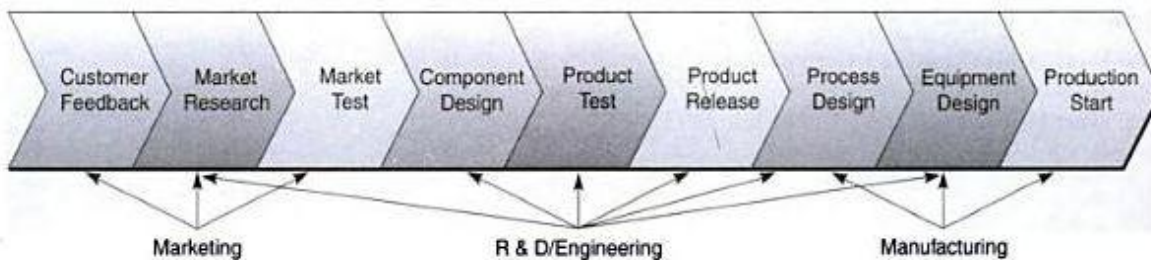 Customer
Feedback
Market
Research
Market
Test
Component
Design
Product
Test
Product
Release
Process
Design
Equipment
Design
Production
Start
Marketing
R & D/Engineering
Manufacturing